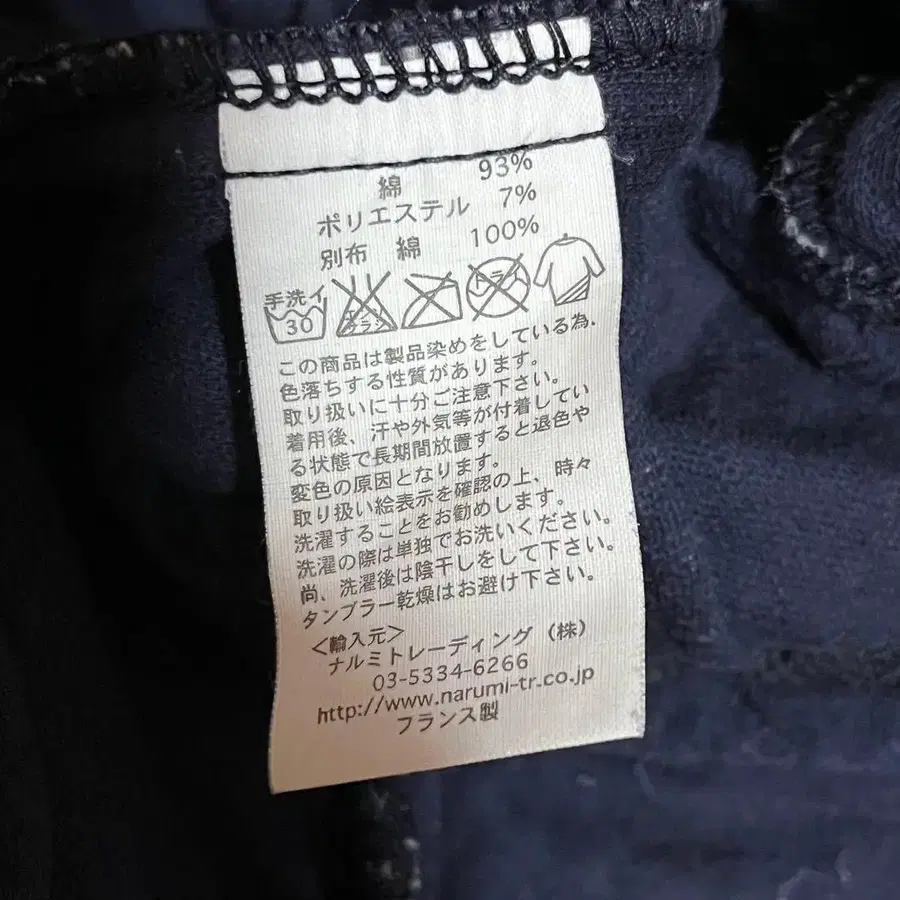 綿 93%
ポリエステル 7%
別布 綿 100%
手洗イ エンソサラシ ドライ
30
この商品は製品染めをしている為、
色落ちする性質があります。
取り扱いに十分ご注意下さい。
着用後、汗や外気等が付着してい
る状態で長期間放置すると退色や
変色の原因となります。
取り扱い絵表示を確認の上、時々
洗濯することをお勧めします。
洗濯の際は単独でお洗いください。
尚、洗濯後は陰干しをして下さい。
タンブラー乾燥はお避け下さい。
<輸入元>
ナルミトレーディング(株)
03-5334-6266
http://www.narumi-tr.co.jp
フランス製